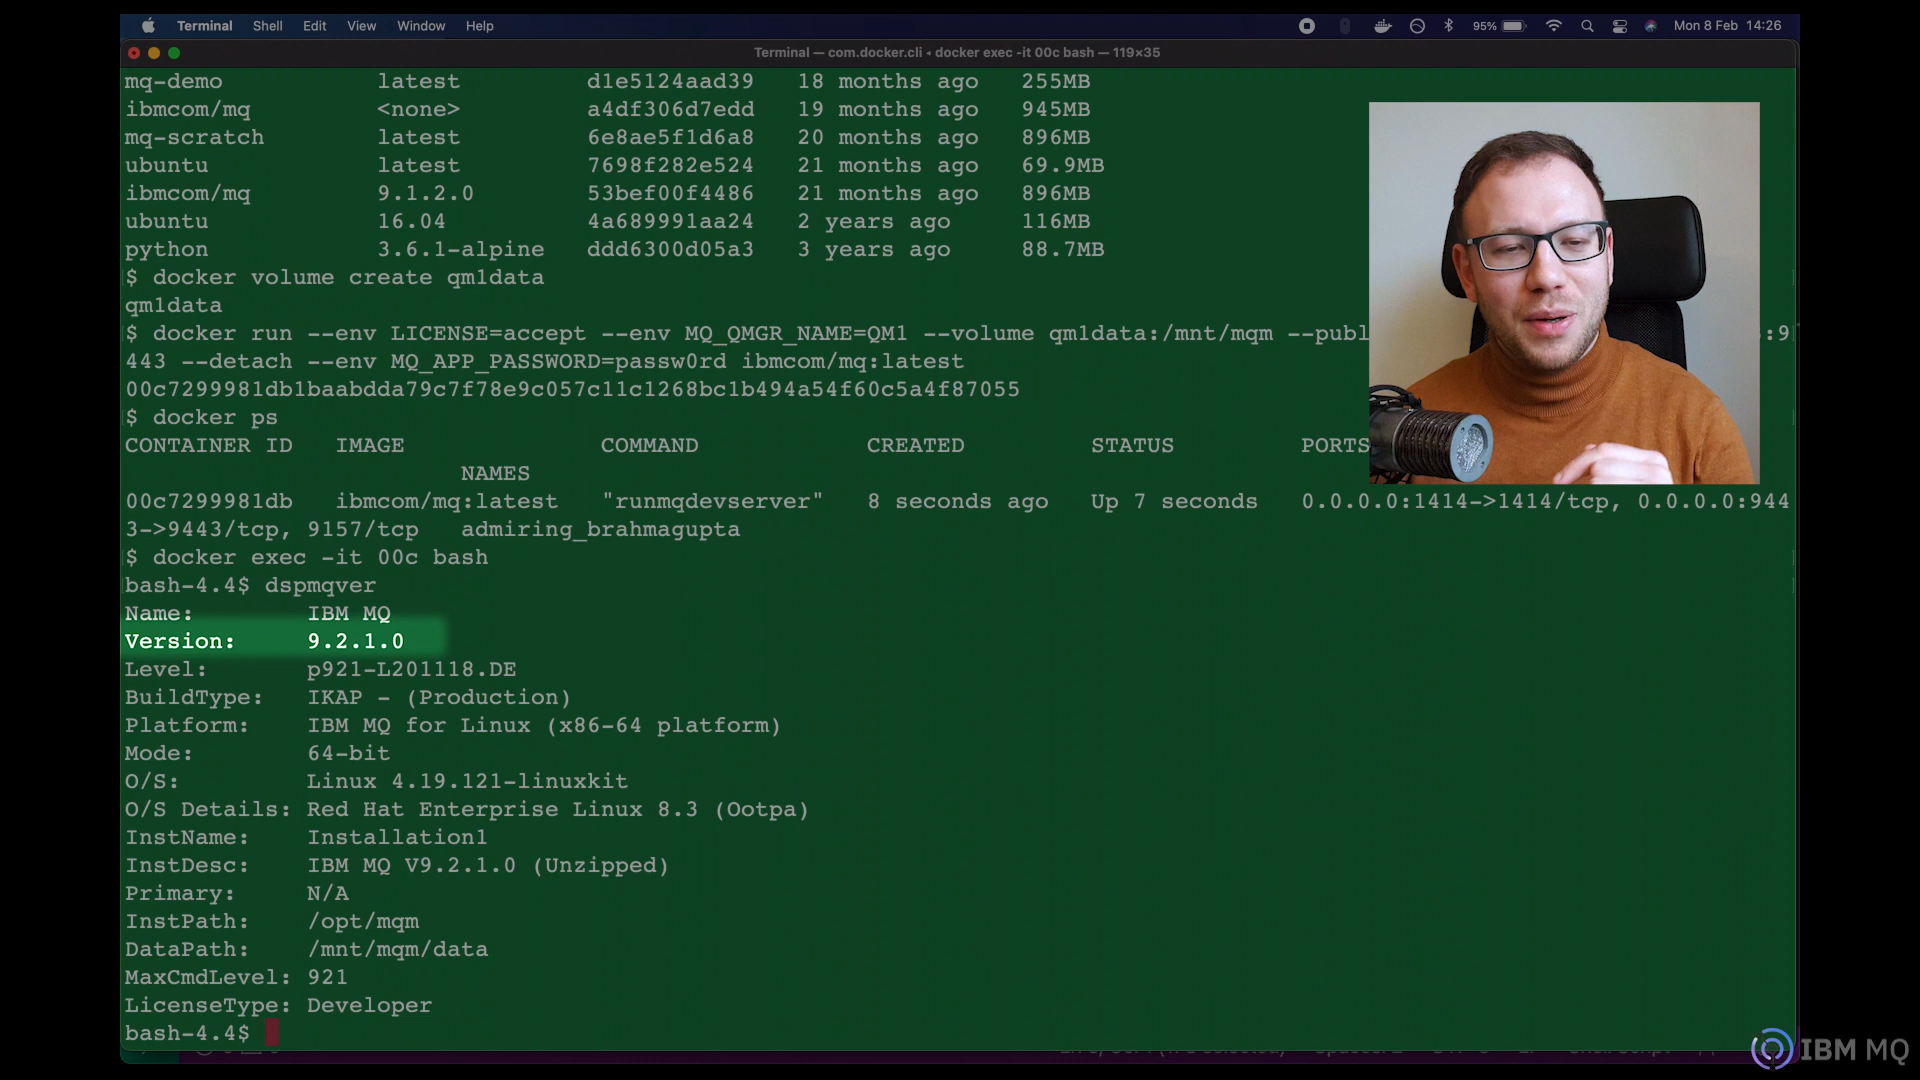 Terminal Shell Edit View Window Help 95% Mon 8 Feb 14:26
Terminal — com.docker.cli ◂ docker exec -it 00c bash — 119×35
mq-demo latest d1e5124aad39 18 months ago 255MB
ibmcom/mq <none> a4df306d7edd 19 months ago 945MB
mq-scratch latest 6e8ae5f1d6a8 20 months ago 896MB
ubuntu latest 7698f282e524 21 months ago 69.9MB
ibmcom/mq 9.1.2.0 53bef00f4486 21 months ago 896MB
ubuntu 16.04 4a689991aa24 2 years ago 116MB
python 3.6.1-alpine ddd6300d05a3 3 years ago 88.7MB
$ docker volume create qm1data
qm1data
$ docker run --env LICENSE=accept --env MQ_QMGR_NAME=QM1 --volume qm1data:/mnt/mqm --publ :9
443 --detach --env MQ_APP_PASSWORD=passw0rd ibmcom/mq:latest
00c7299981db1baabdda79c7f78e9c057c11c1268bc1b494a54f60c5a4f87055
$ docker ps
CONTAINER ID IMAGE COMMAND CREATED STATUS PORTS
NAMES
00c7299981db ibmcom/mq:latest "runmqdevserver" 8 seconds ago Up 7 seconds 0.0.0.0:1414->1414/tcp, 0.0.0.0:944
3->9443/tcp, 9157/tcp admiring_brahmagupta
$ docker exec -it 00c bash
bash-4.4$ dspmqver
Name: IBM MQ
Version: 9.2.1.0
Level: p921-L201118.DE
BuildType: IKAP - (Production)
Platform: IBM MQ for Linux (x86-64 platform)
Mode: 64-bit
O/S: Linux 4.19.121-linuxkit
O/S Details: Red Hat Enterprise Linux 8.3 (Ootpa)
InstName: Installation1
InstDesc: IBM MQ V9.2.1.0 (Unzipped)
Primary: N/A
InstPath: /opt/mqm
DataPath: /mnt/mqm/data
MaxCmdLevel: 921
LicenseType: Developer
bash-4.4$
IBM MQ